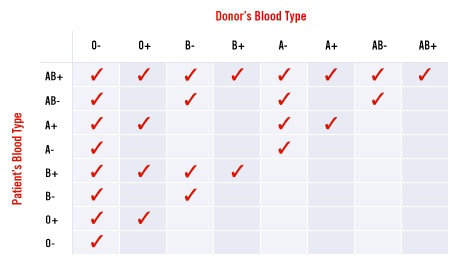 Donor's Blood Type
O- O+ B- B+ A- A+ AB- AB+
Patient's Blood Type
AB+ ✓ ✓ ✓ ✓ ✓ ✓ ✓ ✓
AB- ✓ ✓ ✓ ✓
A+ ✓ ✓ ✓ ✓
A- ✓ ✓
B+ ✓ ✓ ✓ ✓
B- ✓ ✓
O+ ✓ ✓
O- ✓